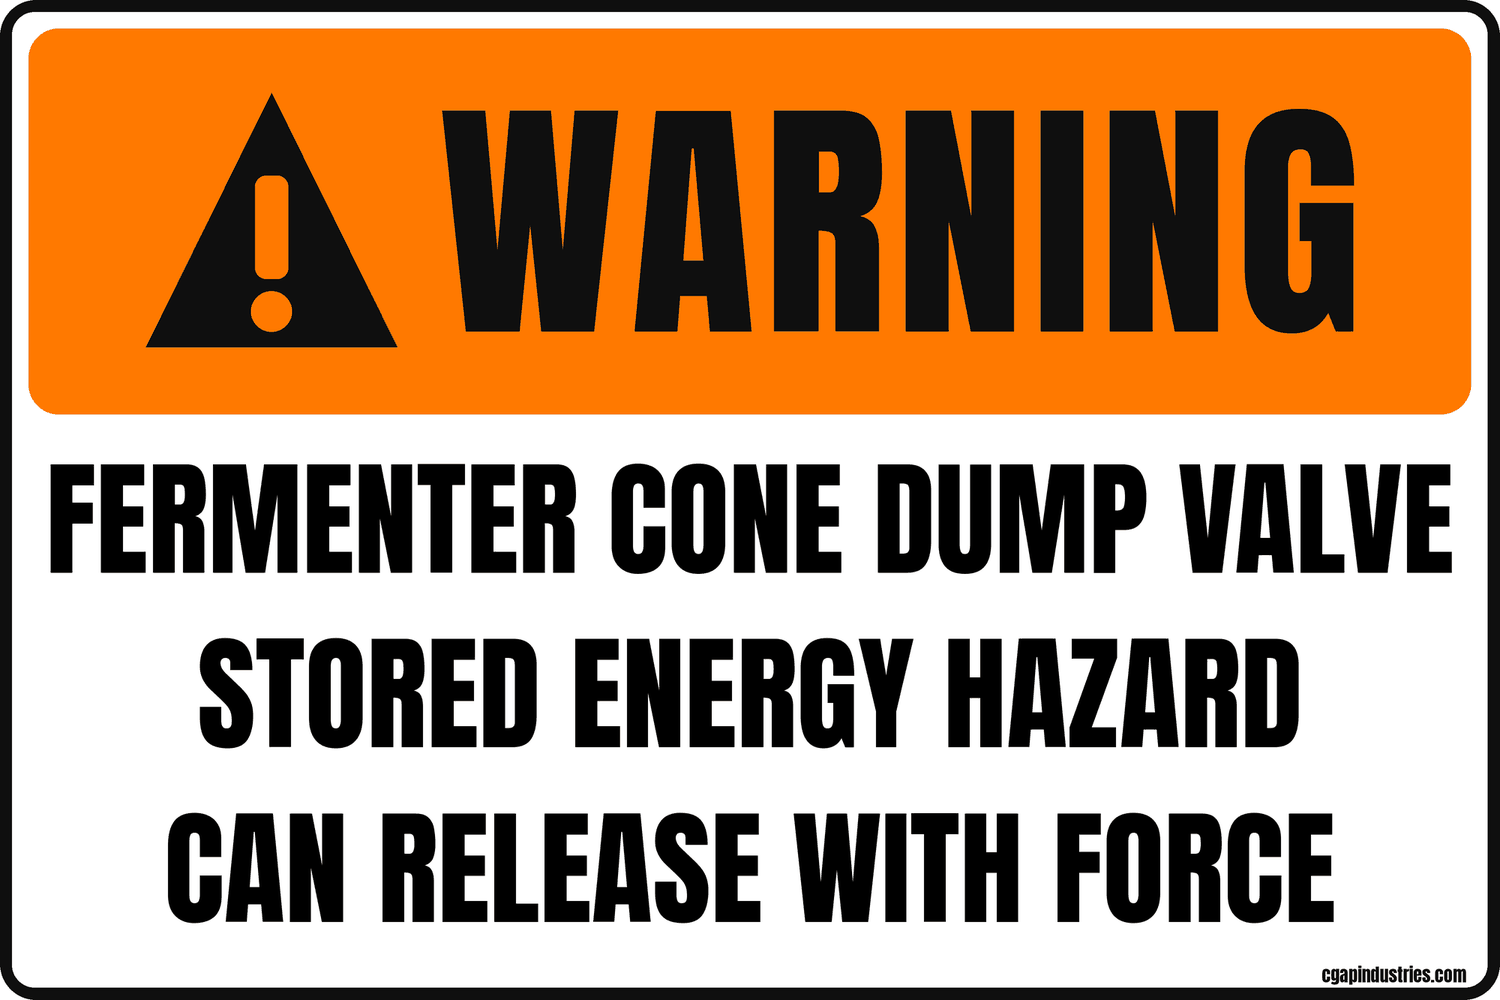 WARNING
FERMENTER CONE DUMP VALVE
STORED ENERGY HAZARD
CAN RELEASE WITH FORCE
cgapindustries.com